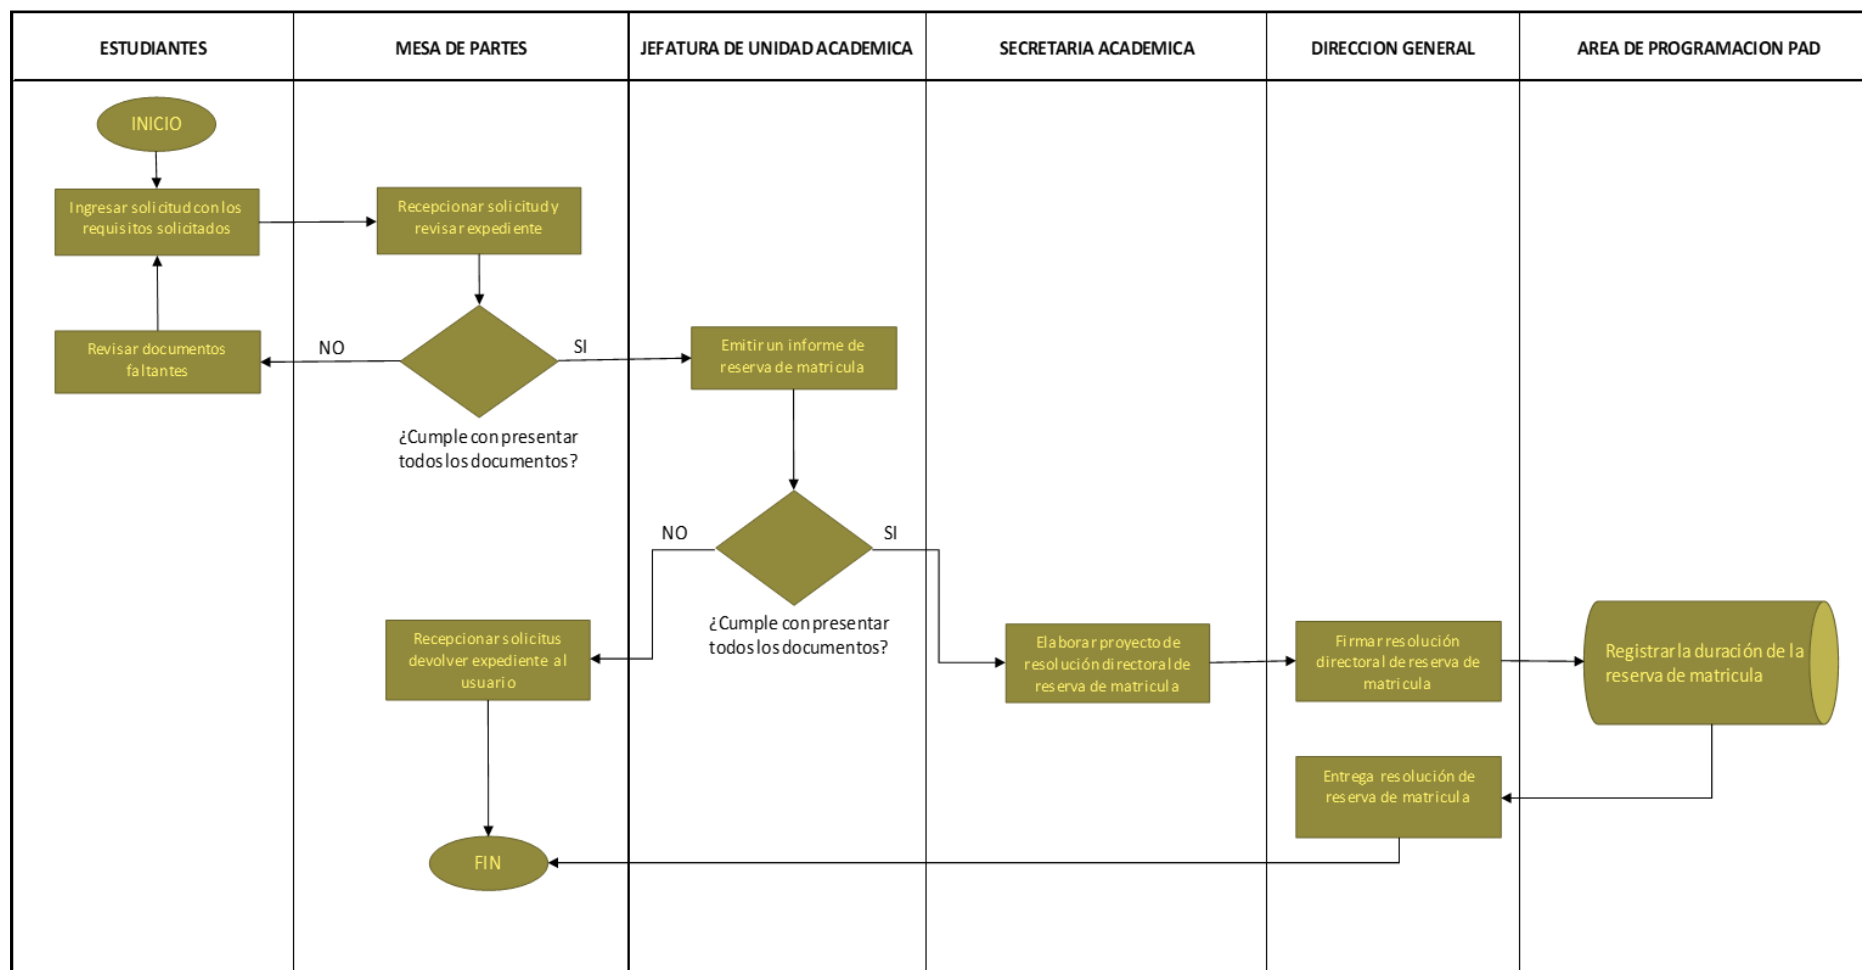 ESTUDIANTES
MESA DE PARTES
JEFATURA DE UNIDAD ACADEMICA
SECRETARIA ACADEMICA
DIRECCION GENERAL
AREA DE PROGRAMACION PAD
INICIO
Ingresar solicitud con los
requisitos solicitados
Recepcionar solicitud y
revisar expediente
Revisar documentos
faltantes
NO
SI
Emitir un informe de
reserva de matricula
¿Cumple con presentar
todos los documentos?
NO
SI
¿Cumple con presentar
todos los documentos?
Recepcionar solicitus
devolver expediente al
usuario
Elaborar proyecto de
resolución directoral de
reserva de matricula
Firmar resolución
directoral de reserva de
matricula
Registrar la duración de la
reserva de matricula
Entrega resolución de
reserva de matricula
FIN